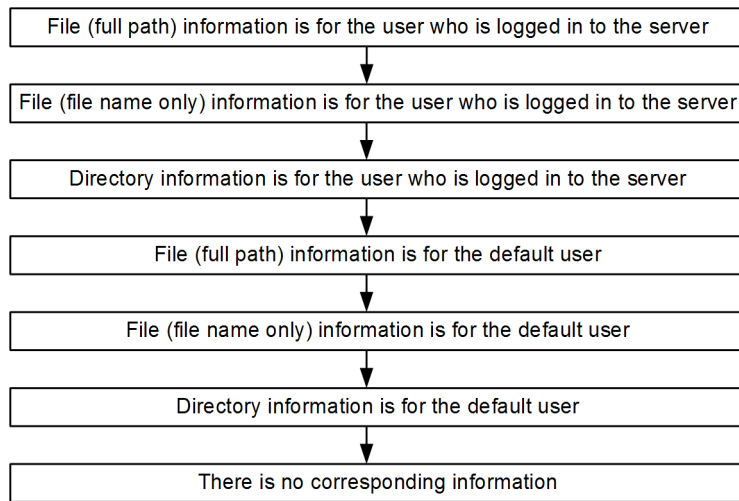 File (full path) information is for the user who is logged in to the server
File (file name only) information is for the user who is logged in to the server
Directory information is for the user who is logged in to the server
File (full path) information is for the default user
File (file name only) information is for the default user
Directory information is for the default user
There is no corresponding information